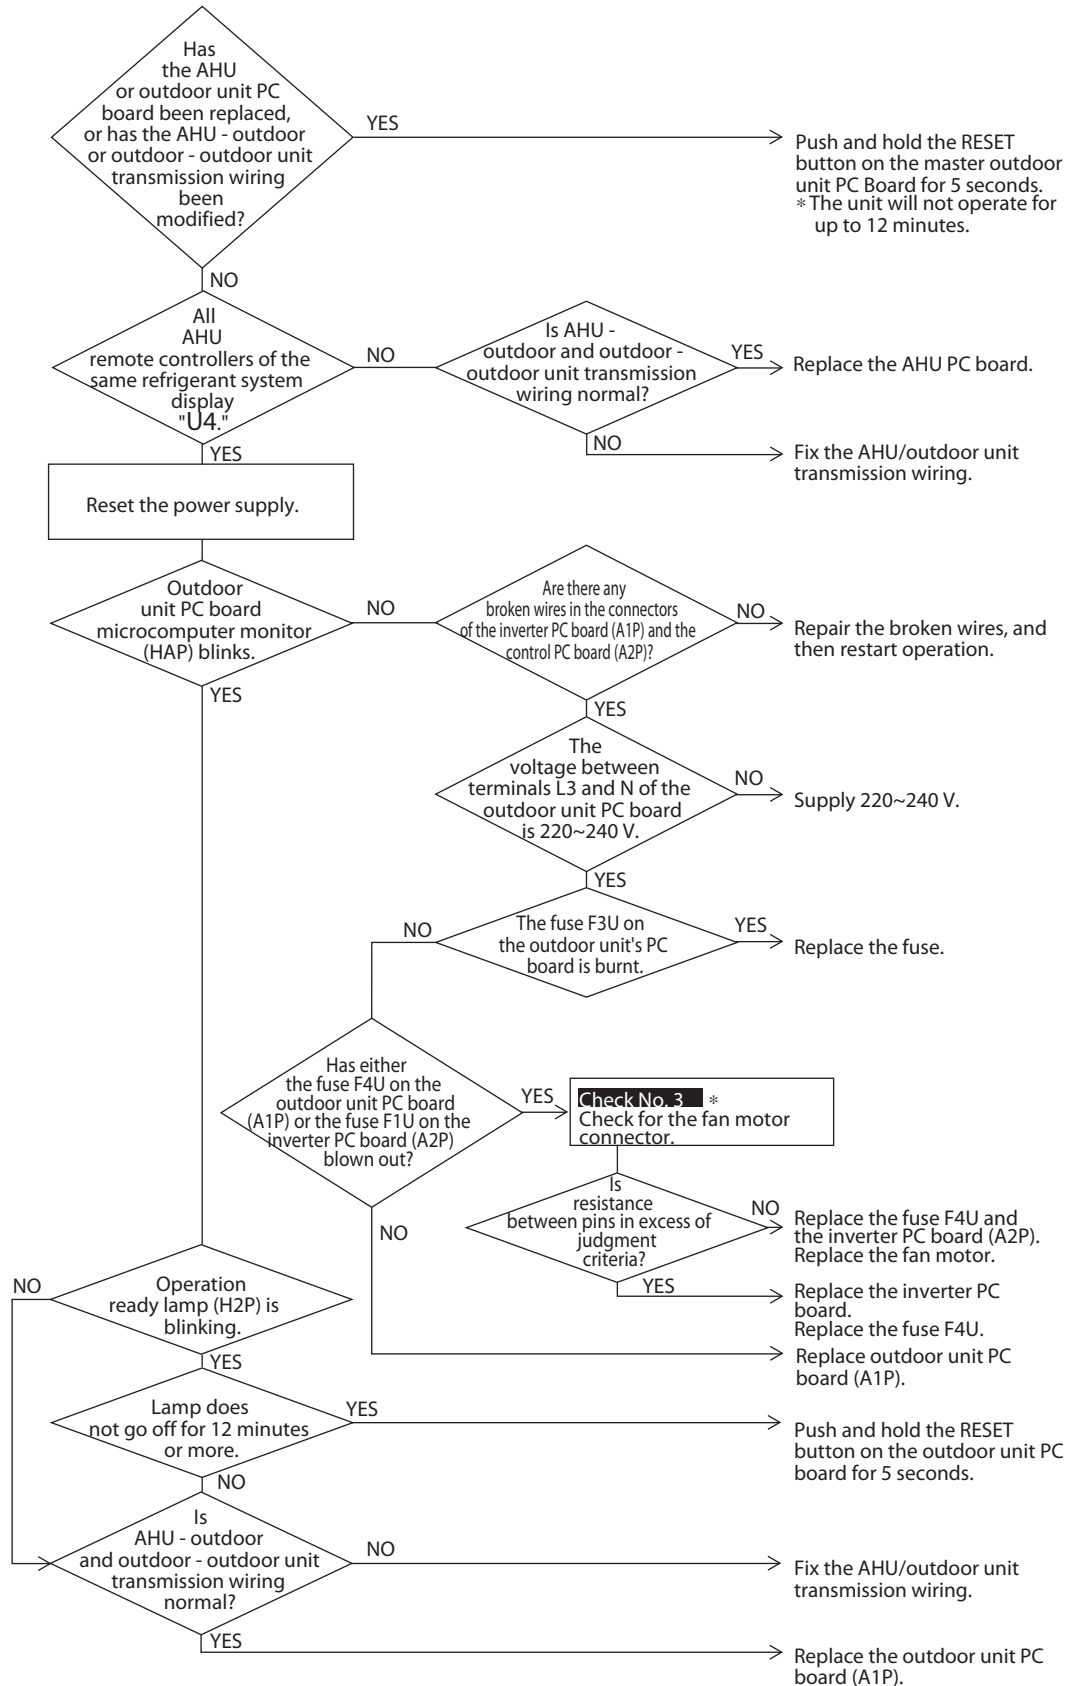 Has
the AHU
or outdoor unit PC
board been replaced,
or has the AHU - outdoor
or outdoor - outdoor unit
transmission wiring
been
modified?
YES
Push and hold the RESET
button on the master outdoor
unit PC Board for 5 seconds.
* The unit will not operate for
up to 12 minutes.
NO
All
AHU
remote controllers of the
same refrigerant system
display
"U4."
NO
Is AHU -
outdoor and outdoor -
outdoor unit transmission
wiring normal?
YES
Replace the AHU PC board.
NO
Fix the AHU/outdoor unit
transmission wiring.
YES
Reset the power supply.
Outdoor
unit PC board
microcomputer monitor
(HAP) blinks.
NO
Are there any
broken wires in the connectors
of the inverter PC board (A1P) and the
control PC board (A2P)?
NO
Repair the broken wires, and
then restart operation.
YES
YES
The
voltage between
terminals L3 and N of the
outdoor unit PC board
is 220~240 V.
NO
Supply 220~240 V.
YES
The fuse F3U on
the outdoor unit's PC
board is burnt.
YES
Replace the fuse.
NO
Has either
the fuse F4U on the
outdoor unit PC board
(A1P) or the fuse F1U on the
inverter PC board (A2P)
blown out?
YES
Check No. 3 *
Check for the fan motor
connector.
Is
resistance
between pins in excess of
judgment
criteria?
NO
Replace the fuse F4U and
the inverter PC board (A2P).
Replace the fan motor.
YES
Replace the inverter PC
board.
Replace the fuse F4U.
NO
Replace outdoor unit PC
board (A1P).
Operation
ready lamp (H2P) is
blinking.
NO
YES
Lamp does
not go off for 12 minutes
or more.
YES
Push and hold the RESET
button on the outdoor unit PC
board for 5 seconds.
NO
Is
AHU - outdoor
and outdoor - outdoor unit
transmission wiring
normal?
NO
Fix the AHU/outdoor unit
transmission wiring.
YES
Replace the outdoor unit PC
board (A1P).